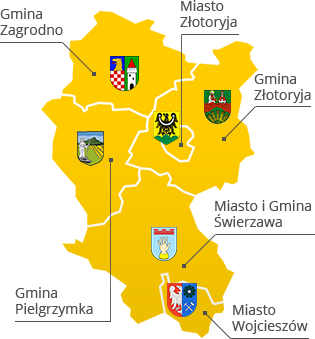 Gmina
Zagrodno
Miasto
Złotoryja
Gmina
Złotoryja
Miasto i Gmina
Świerzawa
Gmina
Pielgrzymka
Miasto
Wojcieszów